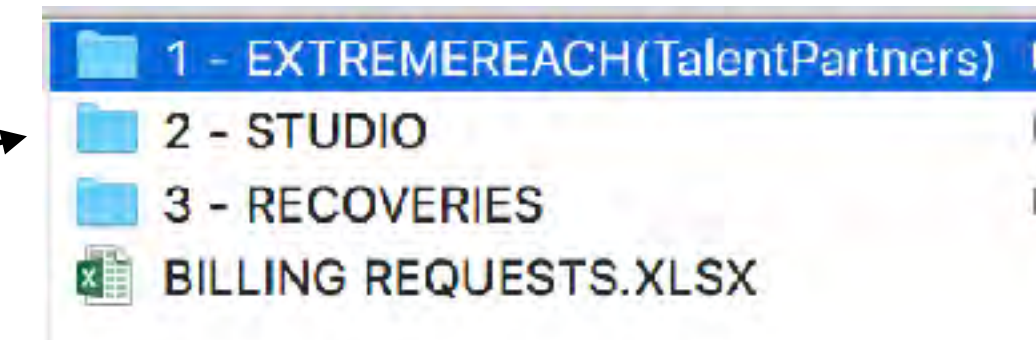 1 - EXTREMEREACH(TalentPartners)
2 - STUDIO
3 - RECOVERIES
BILLING REQUESTS.XLSX